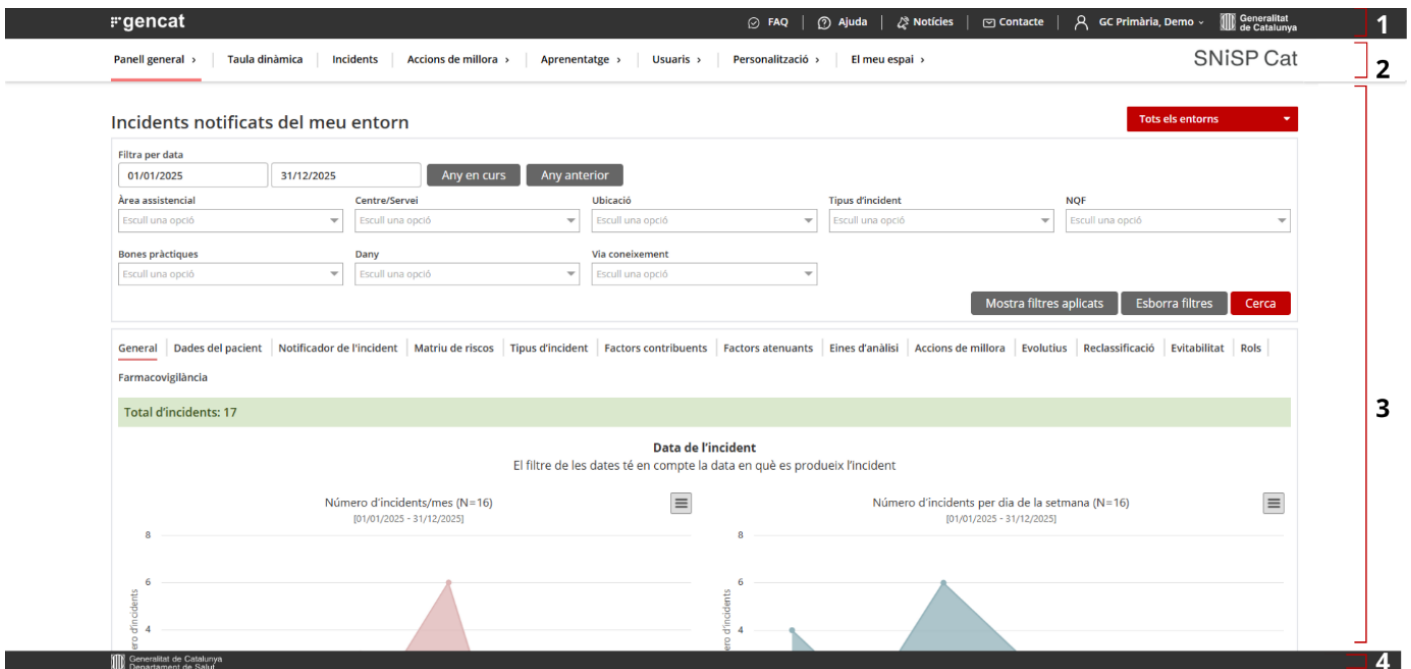 gencat
FAQ | Ajuda | Notícies | Contacte | GC Primària, Demo
Generalitat
de Catalunya
1
Panell general › | Taula dinàmica | Incidents | Accions de millora › | Aprenentatge › | Usuaris › | Personalització › | El meu espai ›
SNiSP Cat
2
Incidents notificats del meu entorn
Tots els entorns
Filtra per data
01/01/2025 31/12/2025 Any en curs Any anterior
Àrea assistencial Centre/Servei Ubicació Tipus d'incident NQF
Escull una opció Escull una opció Escull una opció Escull una opció Escull una opció
Bones pràctiques Dany Via coneixement
Escull una opció Escull una opció Escull una opció
Mostra filtres aplicats Esborra filtres Cerca
General | Dades del pacient | Notificador de l'incident | Matriu de riscos | Tipus d'incident | Factors contribuents | Factors atenuants | Eines d'anàlisi | Accions de millora | Evolutius | Reclassificació | Evitabilitat | Rols |
Farmacovigilància
3
Total d'incidents: 17
Data de l'incident
El filtre de les dates té en compte la data en què es produeix l'incident
Número d'incidents/mes (N=16)
[01/01/2025 - 31/12/2025]
8
6
4
ero d'incidents
Número d'incidents per dia de la setmana (N=16)
[01/01/2025 - 31/12/2025]
8
6
4
ero d'incidents
Generalitat de Catalunya
Departament de Salut
4